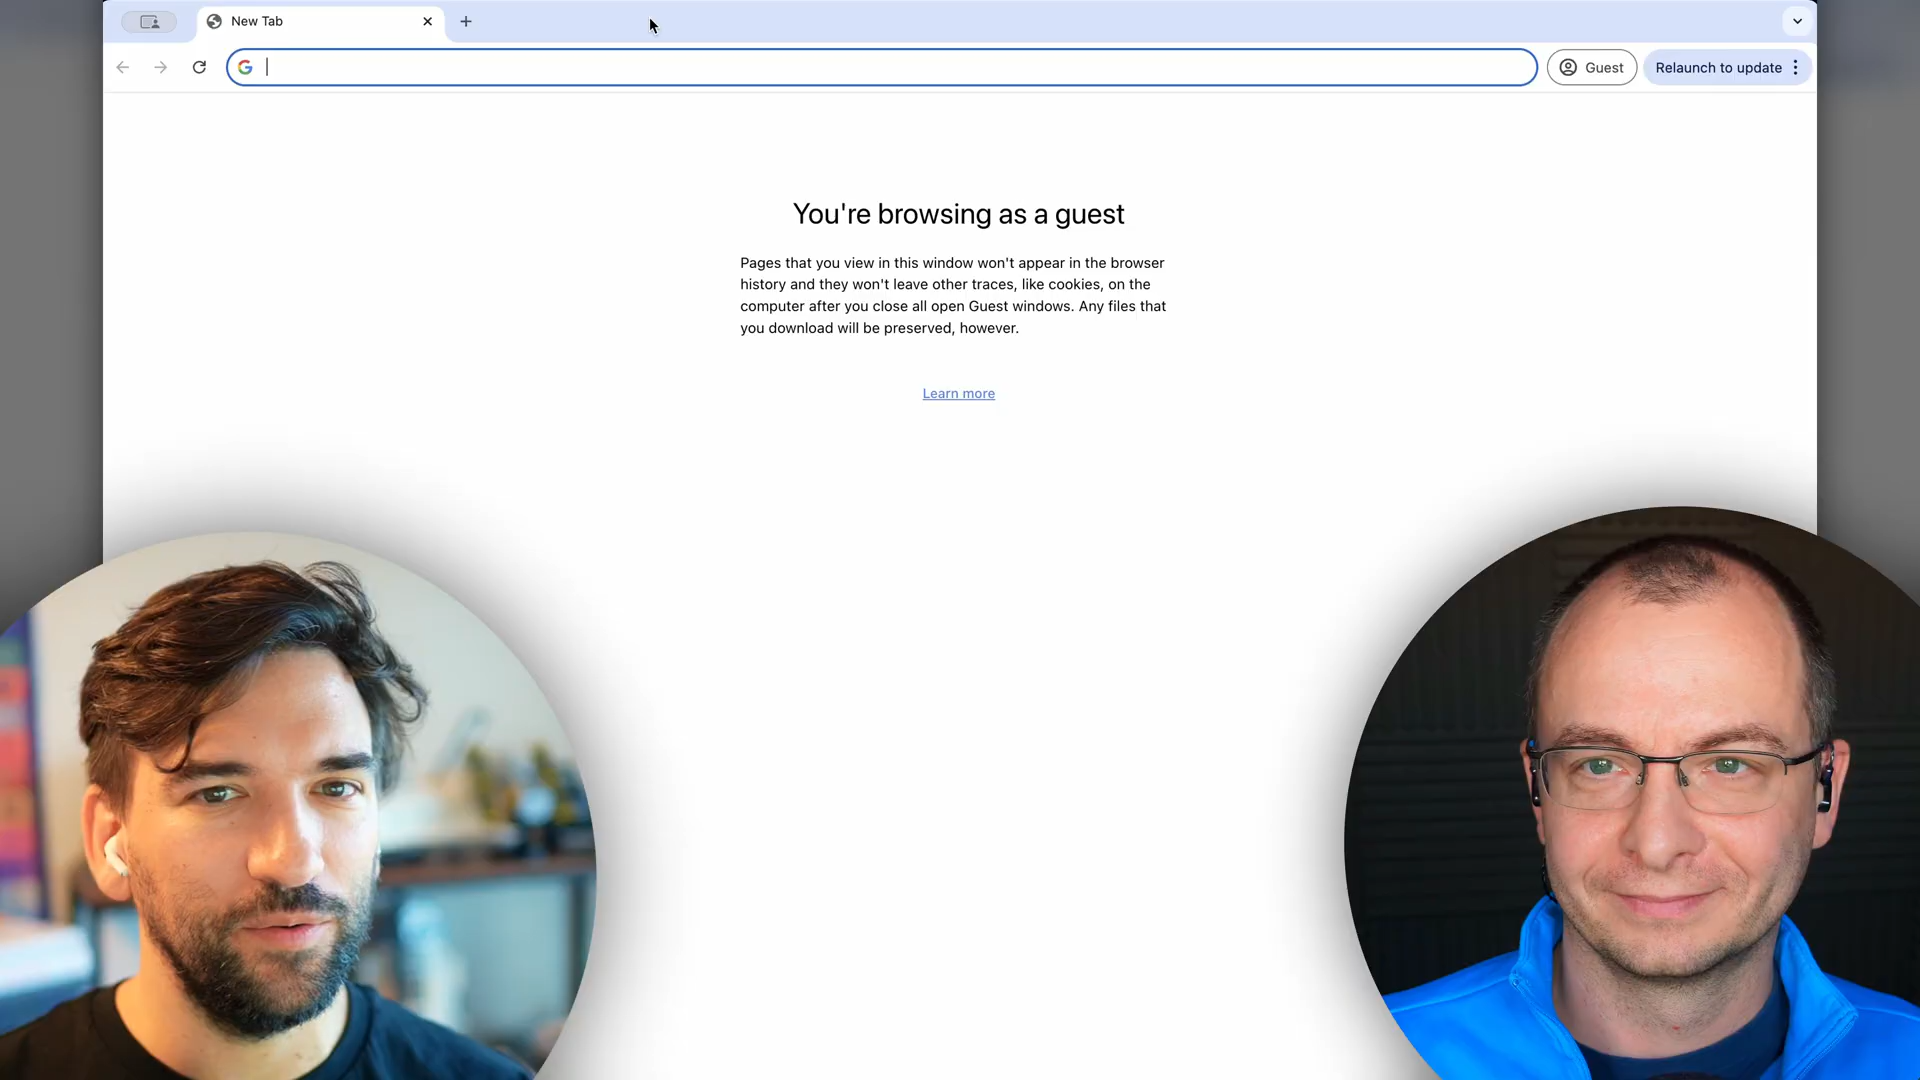 New Tab
Guest
Relaunch to update
You're browsing as a guest
Pages that you view in this window won't appear in the browser
history and they won't leave other traces, like cookies, on the
computer after you close all open Guest windows. Any files that
you download will be preserved, however.
Learn more